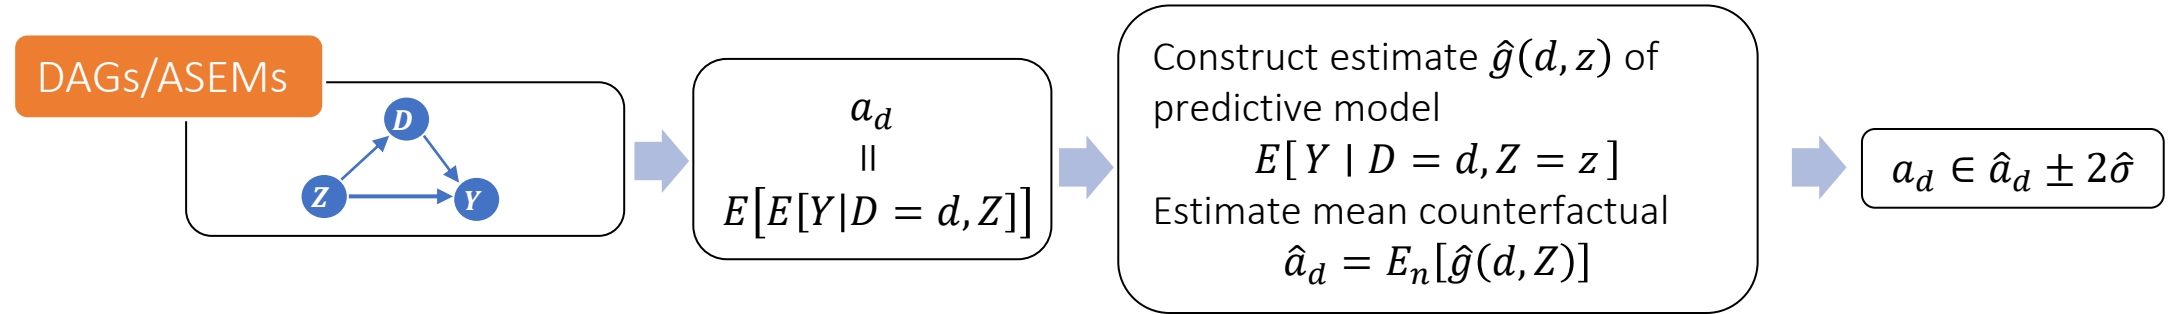 DAGs/ASEMs
D
Z
Y
a_d
=
E[E[Y|D = d, Z]]
Construct estimate ĝ(d, z) of
predictive model
E[ Y | D = d, Z = z ]
Estimate mean counterfactual
â_d = E_n[ĝ(d, Z)]
a_d ∈ â_d ± 2σ̂